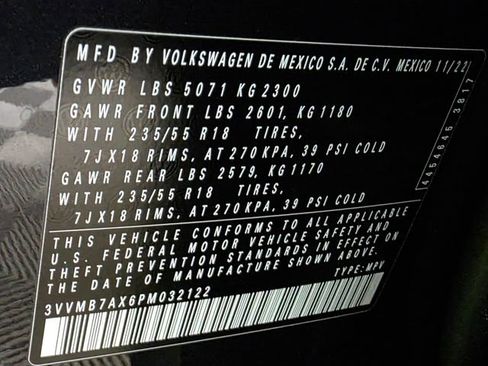 MFD BY VOLKSWAGEN DE MEXICO S.A. DE C.V. MEXICO 11/22
GVWR LBS 5071 KG 2300
GAWR FRONT LBS 2601, KG 1180
WITH 235/55 R18 TIRES,
7JX18 RIMS, AT 270 KPA, 39 PSI COLD
GAWR REAR LBS 2579, KG 1170
WITH 235/55 R18 TIRES,
7JX18 RIMS, AT 270 KPA, 39 PSI COLD
THIS VEHICLE CONFORMS TO ALL APPLICABLE
U.S. FEDERAL MOTOR VEHICLE SAFETY AND
THEFT PREVENTION STANDARDS IN EFFECT ON
THE DATE OF MANUFACTURE SHOWN ABOVE.
TYPE: MPV
3VVMB7AX6PM032122
4454645 3817